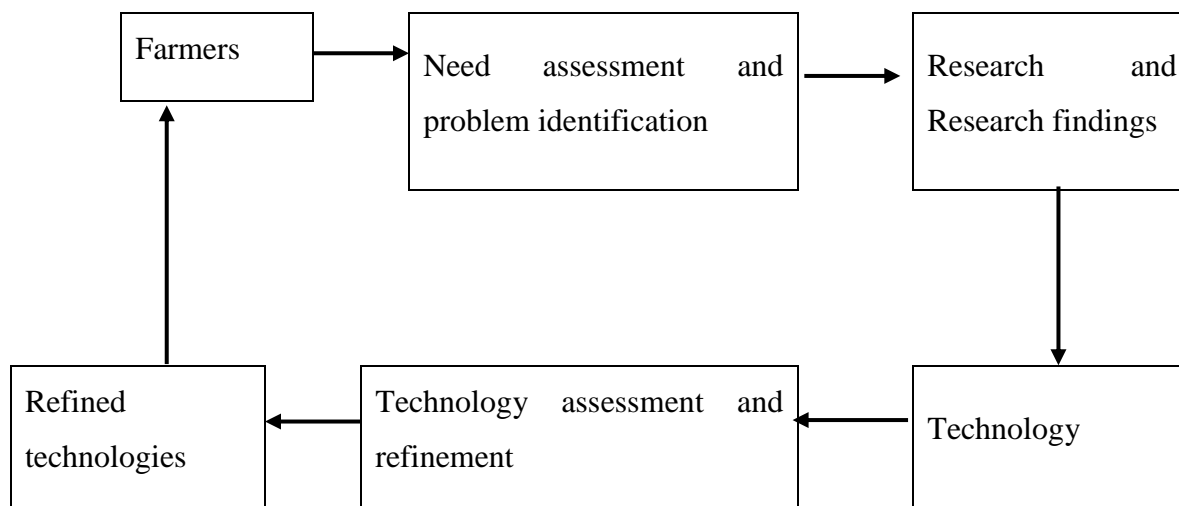 Farmers
Need assessment and
problem identification
Research and
Research findings
Technology
Technology assessment and
refinement
Refined
technologies